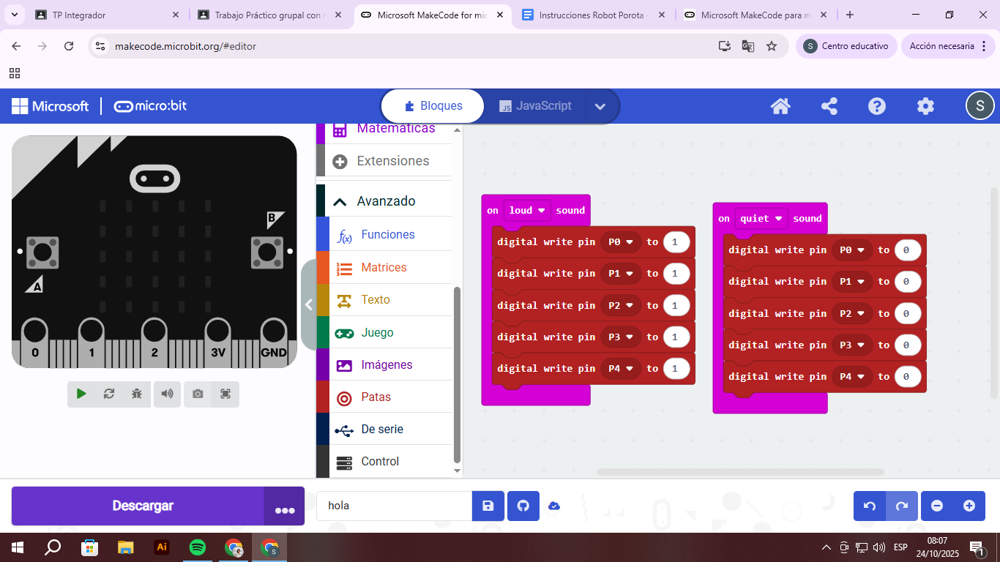 TP Integrador
Trabajo Práctico grupal con
Microsoft MakeCode for mic
Instrucciones Robot Porota -
Microsoft MakeCode para m
makecode.microbit.org/#editor
S Centro educativo
Acción necesaria
Microsoft
micro:bit
Bloques
JS JavaScript
S
B
A
0 1 2 3V GND
Matemáticas
Extensiones
Avanzado
f(x) Funciones
Matrices
Texto
Juego
Imágenes
Patas
De serie
Control
on loud sound
digital write pin P0 to 1
digital write pin P1 to 1
digital write pin P2 to 1
digital write pin P3 to 1
digital write pin P4 to 1
on quiet sound
digital write pin P0 to 0
digital write pin P1 to 0
digital write pin P2 to 0
digital write pin P3 to 0
digital write pin P4 to 0
Descargar
hola
Ai
S
ESP
08:07
24/10/2025
1